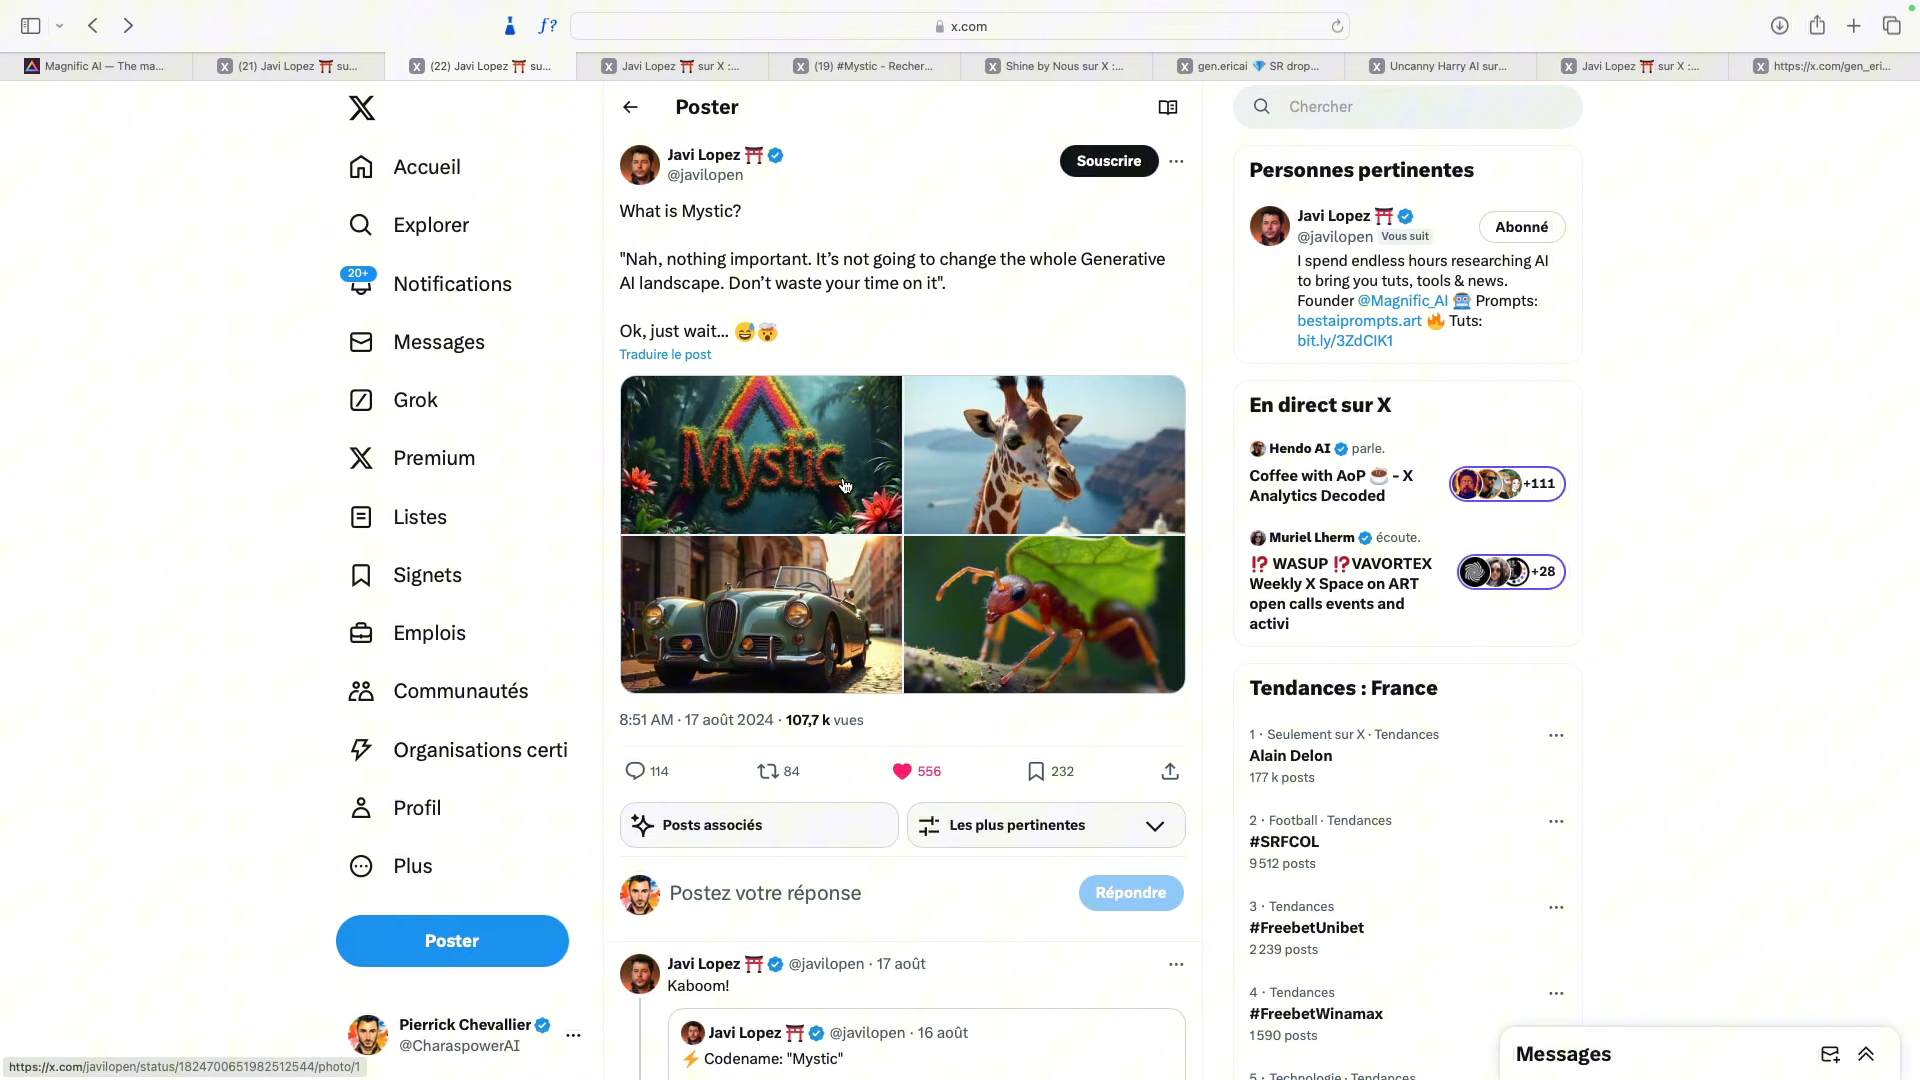 x.com
Magnific AI — The ma...
(21) Javi Lopez ⛩️ su...
(22) Javi Lopez ⛩️ su...
Javi Lopez ⛩️ sur X :...
(19) #Mystic - Recher...
Shine by Nous sur X :...
gen.ericai 💎 SR drop...
Uncanny Harry AI sur...
Javi Lopez ⛩️ sur X :...
https://x.com/gen_eri...
Accueil
Explorer
20+
Notifications
Messages
Grok
Premium
Listes
Signets
Emplois
Communautés
Organisations certi
Profil
Plus
Poster
Pierrick Chevallier
@CharaspowerAI
https://x.com/javilopen/status/1824700651982512544/photo/1
Poster
Javi Lopez ⛩️
@javilopen
Souscrire
What is Mystic?
"Nah, nothing important. It’s not going to change the whole Generative
AI landscape. Don’t waste your time on it".
Ok, just wait... 😅🤯
Traduire le post
Mystic
8:51 AM · 17 août 2024 · 107,7 k vues
114
84
556
232
Posts associés
Les plus pertinentes
Postez votre réponse
Répondre
Javi Lopez ⛩️ @javilopen · 17 août
Kaboom!
Javi Lopez ⛩️ @javilopen · 16 août
⚡ Codename: "Mystic"
Chercher
Personnes pertinentes
Javi Lopez ⛩️
@javilopen Vous suit
Abonné
I spend endless hours researching AI
to bring you tuts, tools & news.
Founder @Magnific_AI 🤖 Prompts:
bestaiprompts.art 🔥 Tuts:
bit.ly/3ZdClK1
En direct sur X
Hendo AI parle.
Coffee with AoP ☕ - X
Analytics Decoded
+111
Muriel Lherm écoute.
⁉️ WASUP ⁉️VAVORTEX
Weekly X Space on ART
open calls events and
activi
+28
Tendances : France
1 · Seulement sur X · Tendances
Alain Delon
177 k posts
2 · Football · Tendances
#SRFCOL
9 512 posts
3 · Tendances
#FreebetUnibet
2 239 posts
4 · Tendances
#FreebetWinamax
1 590 posts
5 · Technologie · Tendances
Messages